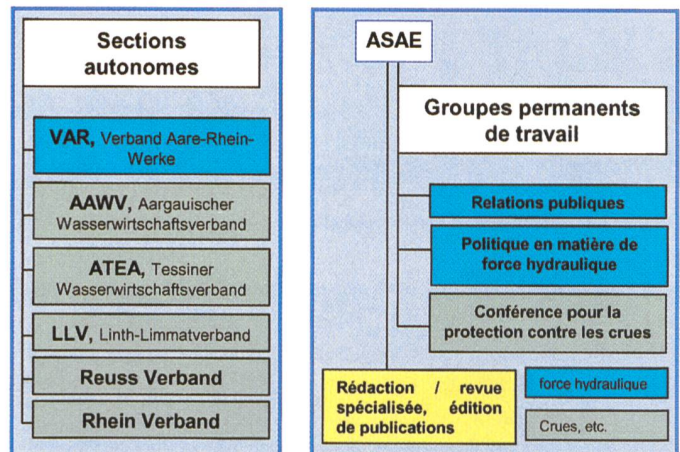 Sections
autonomes
VAR, Verband Aare-Rhein-
Werke
AAWV, Aargauischer
Wasserwirtschaftsverband
ATEA, Tessiner
Wasserwirtschaftsverband
LLV, Linth-Limmatverband
Reuss Verband
Rhein Verband
ASAE
Groupes permanents
de travail
Relations publiques
Politique en matière de
force hydraulique
Conférence pour la
protection contre les crues
Rédaction / revue
spécialisée, édition
de publications
force hydraulique
Crues, etc.